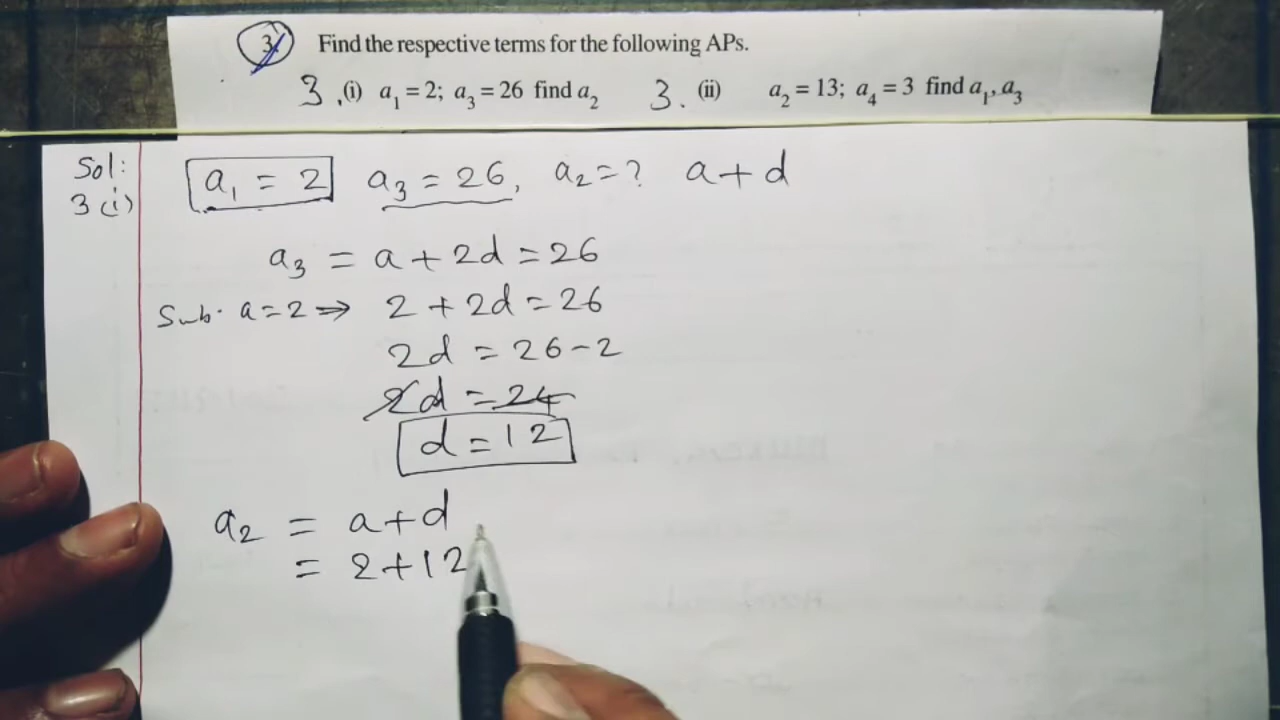 3. Find the respective terms for the following APs.
3. (i) a₁ = 2; a₃ = 26 find a₂ 3. (ii) a₂ = 13; a₄ = 3 find a₁, a₃
Sol: a₁ = 2 a₃ = 26, a₂ = ? a + d
3 (i)
a₃ = a + 2d = 26
Sub. a = 2 ⇒ 2 + 2d = 26
2d = 26 - 2
2d = 24
d = 12
a₂ = a + d
= 2 + 12